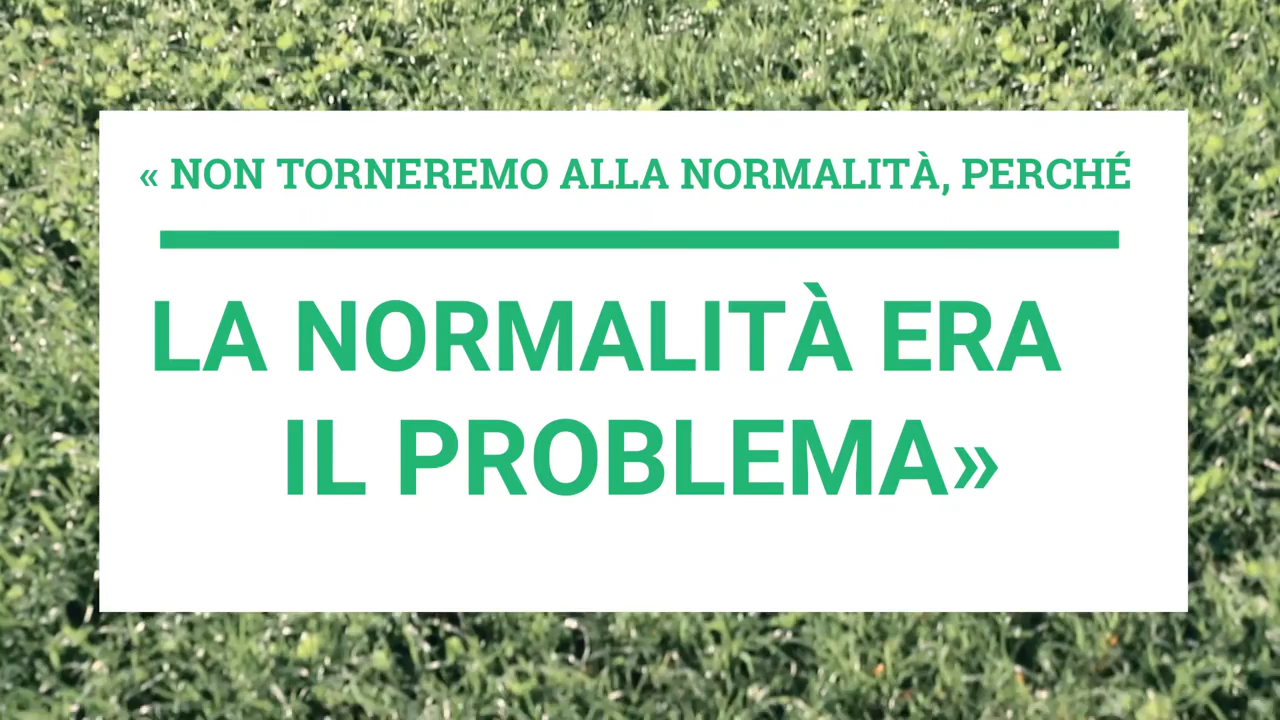 « NON TORNEREMO ALLA NORMALITÀ, PERCHÉ
LA NORMALITÀ ERA
IL PROBLEMA»